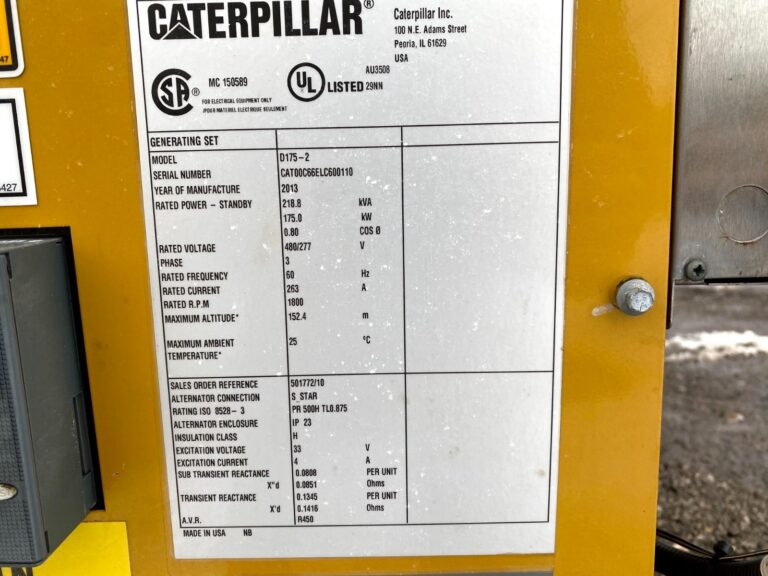 CATERPILLAR®
Caterpillar Inc.
100 N.E. Adams Street
Peoria, IL 61629
USA
47
427
CSA ® MC 150589
FOR ELECTRICAL EQUIPMENT ONLY
/POUR MATERIEL ELECTRIQUE SEULEMENT
UL LISTED AU3508
29NN
GENERATING SET
MODEL D175-2
SERIAL NUMBER CAT00C66ELC600110
YEAR OF MANUFACTURE 2013
RATED POWER - STANDBY 218.8 kVA
175.0 kW
0.80 COS Ø
RATED VOLTAGE 480/277 V
PHASE 3
RATED FREQUENCY 60 Hz
RATED CURRENT 263 A
RATED R.P.M 1800
MAXIMUM ALTITUDE* 152.4 m
MAXIMUM AMBIENT 25 °C
TEMPERATURE*
SALES ORDER REFERENCE 501772/10
ALTERNATOR CONNECTION S_STAR
RATING ISO 8528-3 PR 500H TL0.875
ALTERNATOR ENCLOSURE IP 23
INSULATION CLASS H
EXCITATION VOLTAGE 33 V
EXCITATION CURRENT 4 A
SUB TRANSIENT REACTANCE 0.0808 PER UNIT
X"d 0.0851 Ohms
TRANSIENT REACTANCE 0.1345 PER UNIT
X'd 0.1416 Ohms
A.V.R. R450
MADE IN USA NB